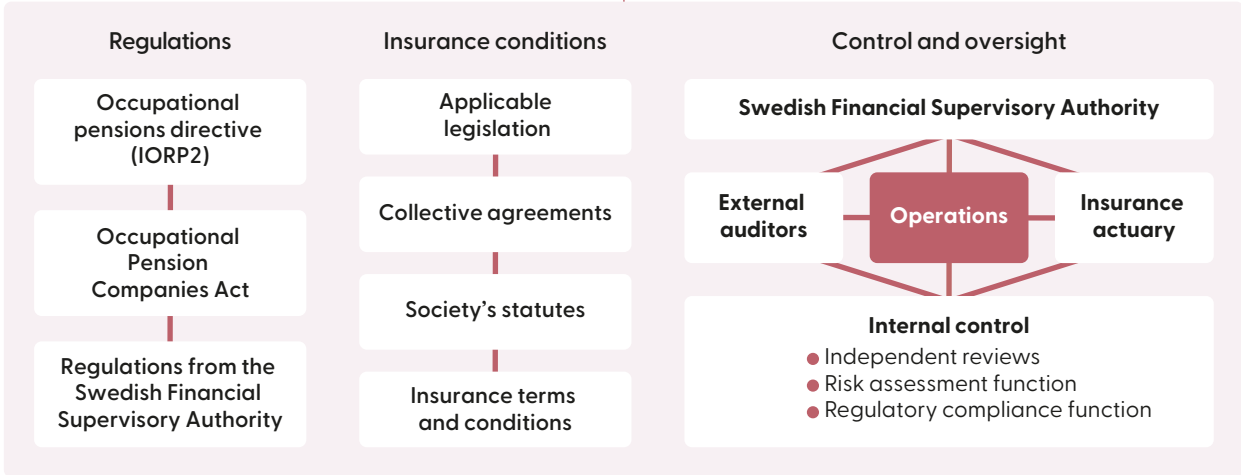 Regulations
Occupational
pensions directive
(IORP2)
Occupational
Pension
Companies Act
Regulations from the
Swedish Financial
Supervisory Authority
Insurance conditions
Applicable
legislation
Collective agreements
Society’s statutes
Insurance terms
and conditions
Control and oversight
Swedish Financial Supervisory Authority
External
auditors
Operations
Insurance
actuary
Internal control
Independent reviews
Risk assessment function
Regulatory compliance function